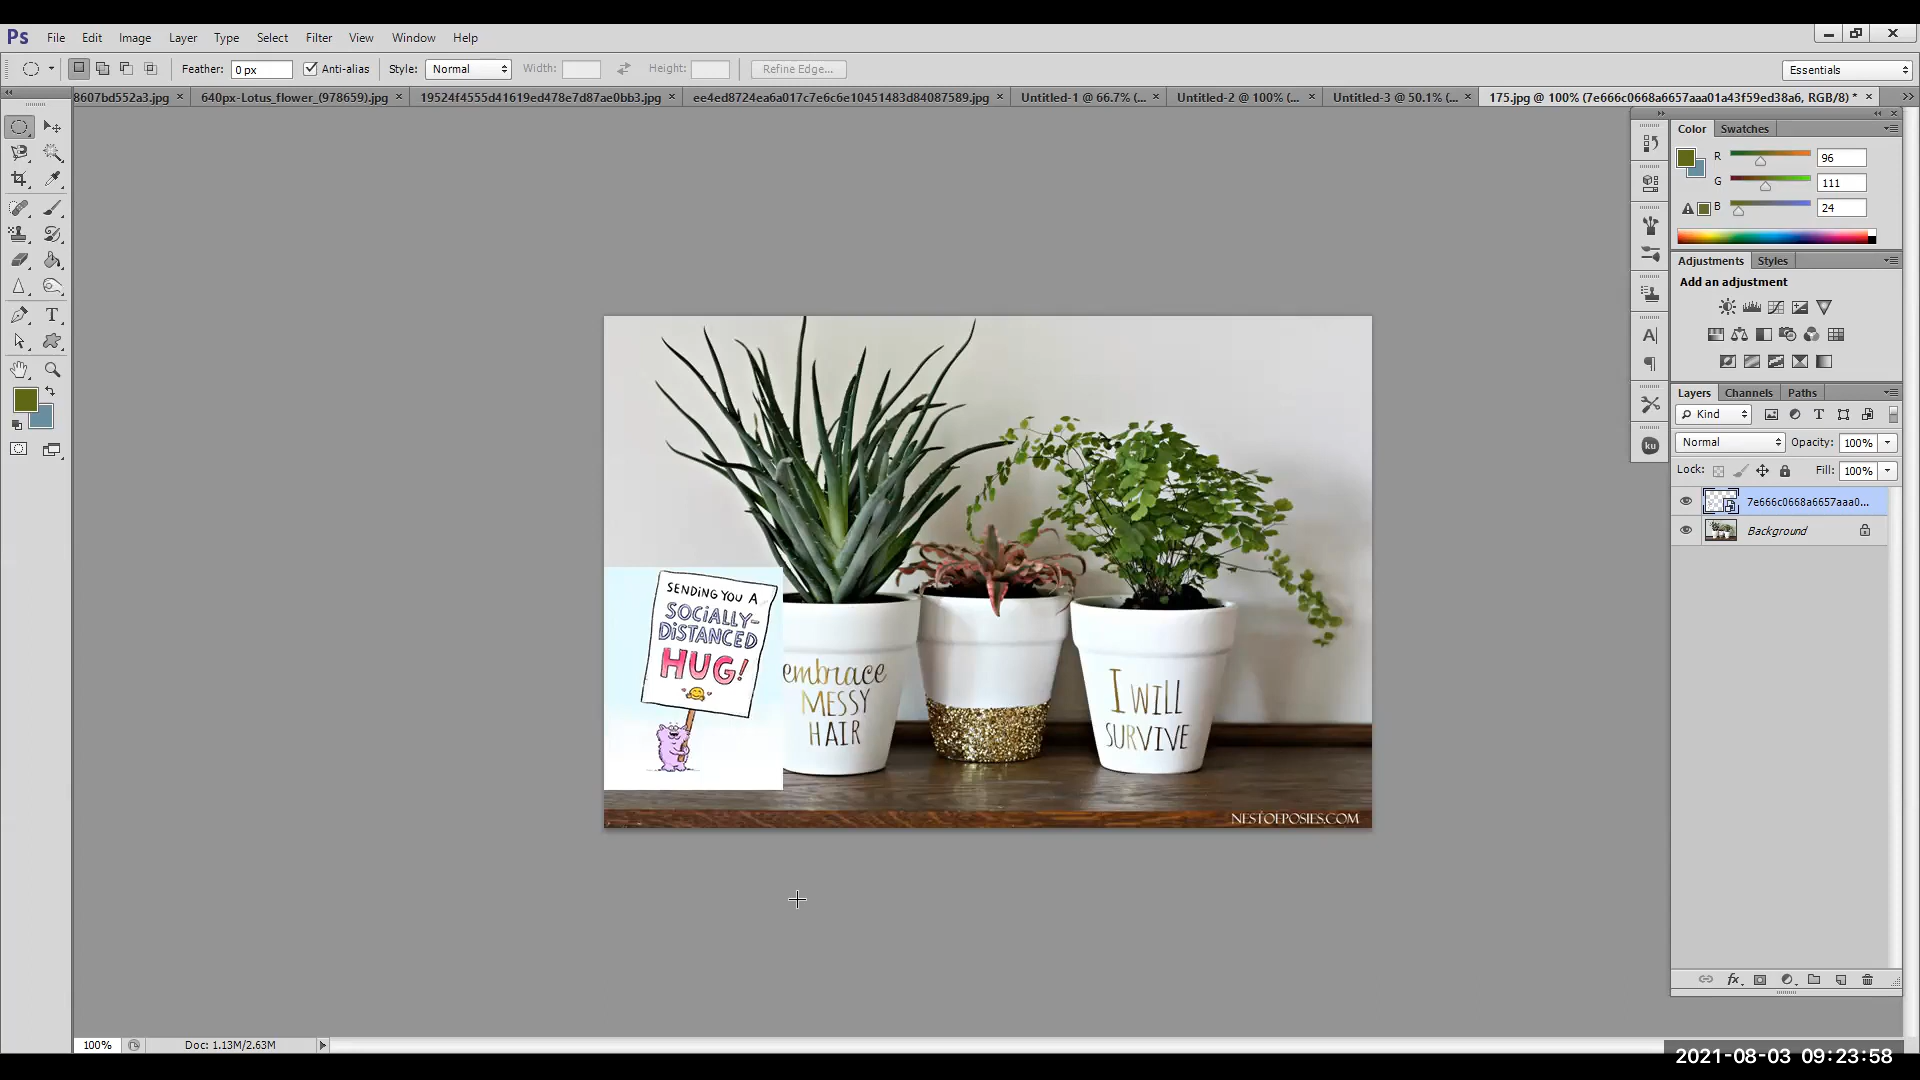 Ps File Edit Image Layer Type Select Filter View Window Help
Feather: 0 px Anti-alias Style: Normal Width: Height: Refine Edge... Essentials
8607bd552a3.jpg × 640px-Lotus_flower_(978659).jpg × 19524f4555d41619ed478e7d87ae0bb3.jpg × ee4ed8724ea6a017c7e6c6e10451483d84087589.jpg × Untitled-1 @ 66.7% (... × Untitled-2 @ 100% (... × Untitled-3 @ 50.1% (... × 175.jpg @ 100% (7e666c0668a6657aaa01a43f59ed38a6, RGB/8) * ×
Color Swatches
R 96
G 111
B 24
Adjustments Styles
Add an adjustment
Layers Channels Paths
Kind
Normal Opacity: 100%
Lock: Fill: 100%
7e666c0668a6657aaa0...
Background
SENDING YOU A
SOCIALLY-
DISTANCED
HUG!
embrace
MESSY
HAIR
I WILL
SURVIVE
NESTOFPOSIES.COM
100% Doc: 1.13M/2.63M
2021-08-03 09:23:58